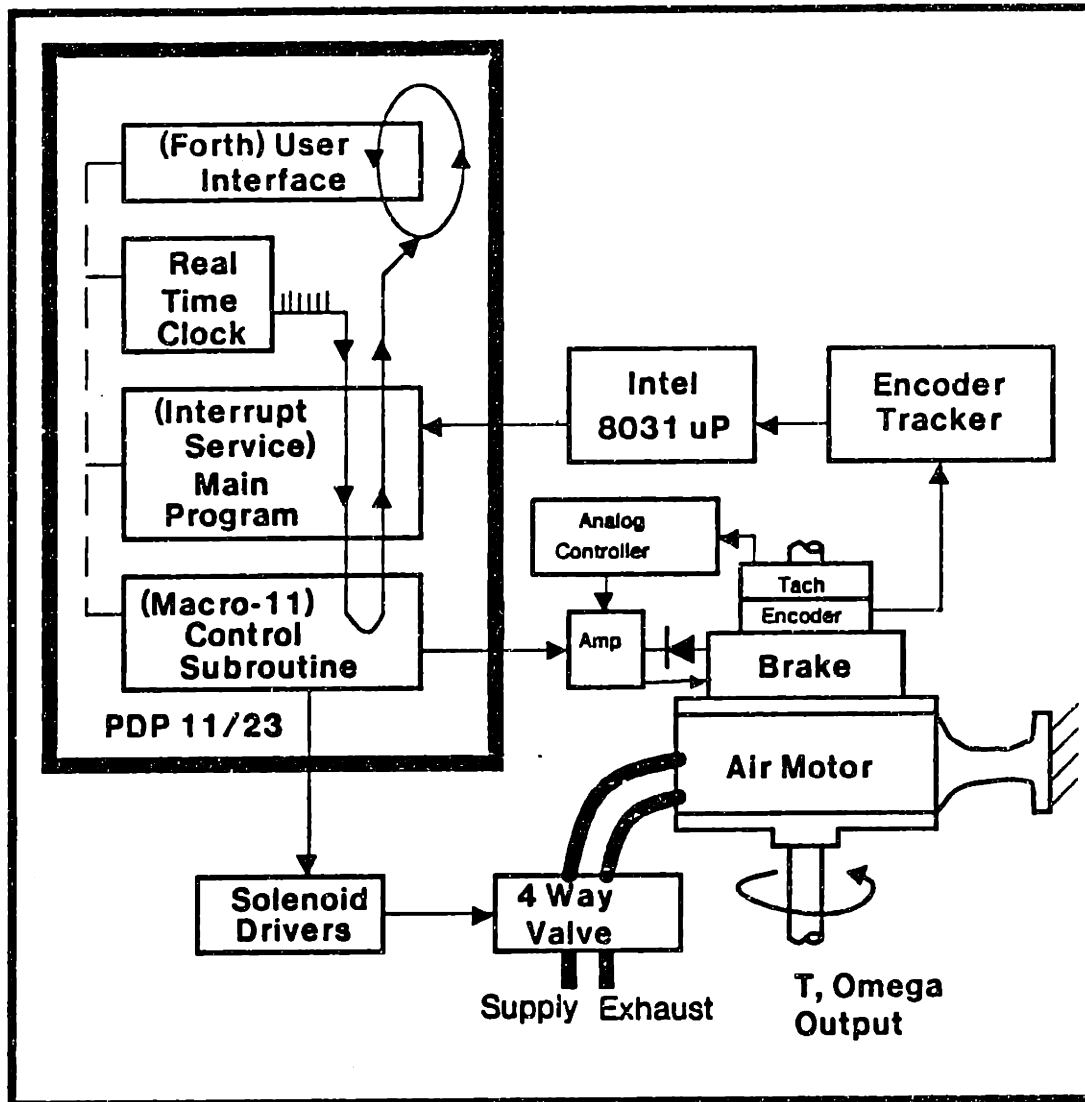 (Forth) User
Interface
Real
Time
Clock
(Interrupt
Service)
Main
Program
(Macro-11)
Control
Subroutine
PDP 11/23
Intel
8031 uP
Encoder
Tracker
Analog
Controller
Tach
Encoder
Amp
Brake
Air Motor
Solenoid
Drivers
4 Way
Valve
Supply Exhaust
T, Omega
Output